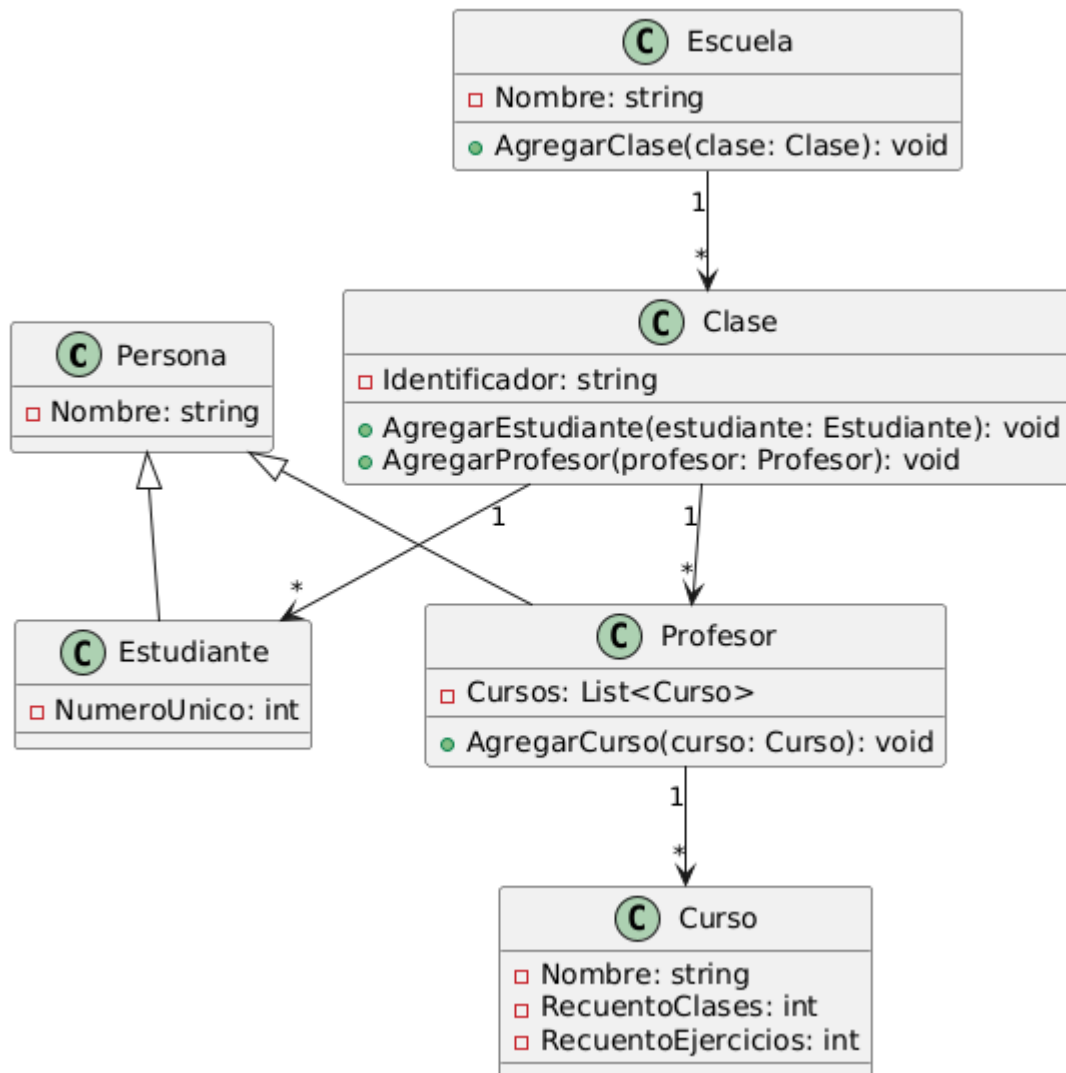 C Escuela
Nombre: string
AgregarClase(clase: Clase): void
1
*
C Clase
Identificador: string
AgregarEstudiante(estudiante: Estudiante): void
AgregarProfesor(profesor: Profesor): void
C Persona
Nombre: string
1
*
1
*
C Estudiante
NumeroUnico: int
C Profesor
Cursos: List<Curso>
AgregarCurso(curso: Curso): void
1
*
C Curso
Nombre: string
RecuentoClases: int
RecuentoEjercicios: int